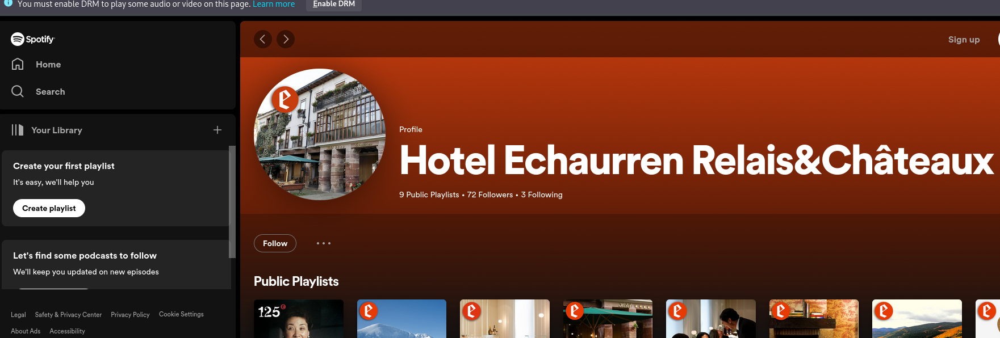 You must enable DRM to play some audio or video on this page. Learn more Enable DRM
Spotify
Home
Search
Your Library
Create your first playlist
It's easy, we'll help you
Create playlist
Let's find some podcasts to follow
We'll keep you updated on new episodes
Legal Safety & Privacy Center Privacy Policy Cookie Settings
About Ads Accessibility
Sign up
Profile
Hotel Echaurren Relais&Châteaux
9 Public Playlists • 72 Followers • 3 Following
Follow
Public Playlists
125